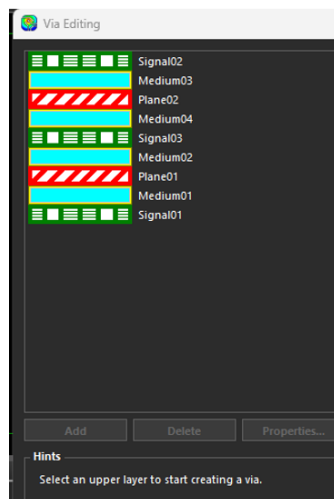 Via Editing
Signal02
Medium03
Plane02
Medium04
Signal03
Medium02
Plane01
Medium01
Signal01
Add Delete Properties...
Hints
Select an upper layer to start creating a via.